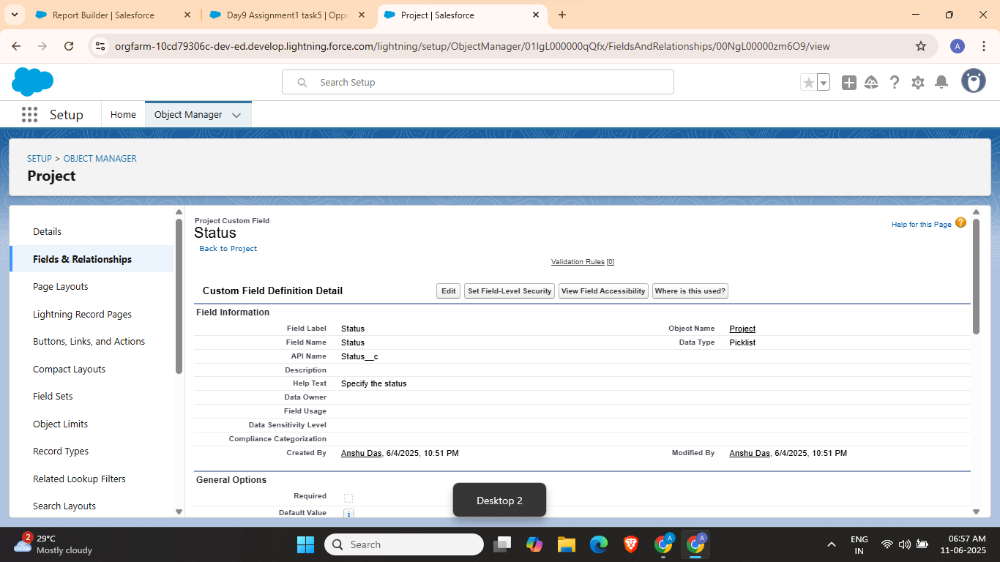 Report Builder | Salesforce
Day9 Assignment1 task5 | Oppo
Project | Salesforce
orgfarm-10cd79306c-dev-ed.develop.lightning.force.com/lightning/setup/ObjectManager/01IgL000000qQfx/FieldsAndRelationships/00NgL00000zm6O9/view
A
Search Setup
Setup
Home
Object Manager
SETUP > OBJECT MANAGER
Project
Details
Fields & Relationships
Page Layouts
Lightning Record Pages
Buttons, Links, and Actions
Compact Layouts
Field Sets
Object Limits
Record Types
Related Lookup Filters
Search Layouts
Project Custom Field
Status
Back to Project
Help for this Page ?
Validation Rules [0]
Custom Field Definition Detail
Edit
Set Field-Level Security
View Field Accessibility
Where is this used?
Field Information
Field Label Status Object Name Project
Field Name Status Data Type Picklist
API Name Status__c
Description
Help Text Specify the status
Data Owner
Field Usage
Data Sensitivity Level
Compliance Categorization
Created By Anshu Das, 6/4/2025, 10:51 PM Modified By Anshu Das, 6/4/2025, 10:51 PM
General Options
Required
Default Value i
Desktop 2
2
29°C
Mostly cloudy
Search
A
A
ENG
IN
06:57 AM
11-06-2025